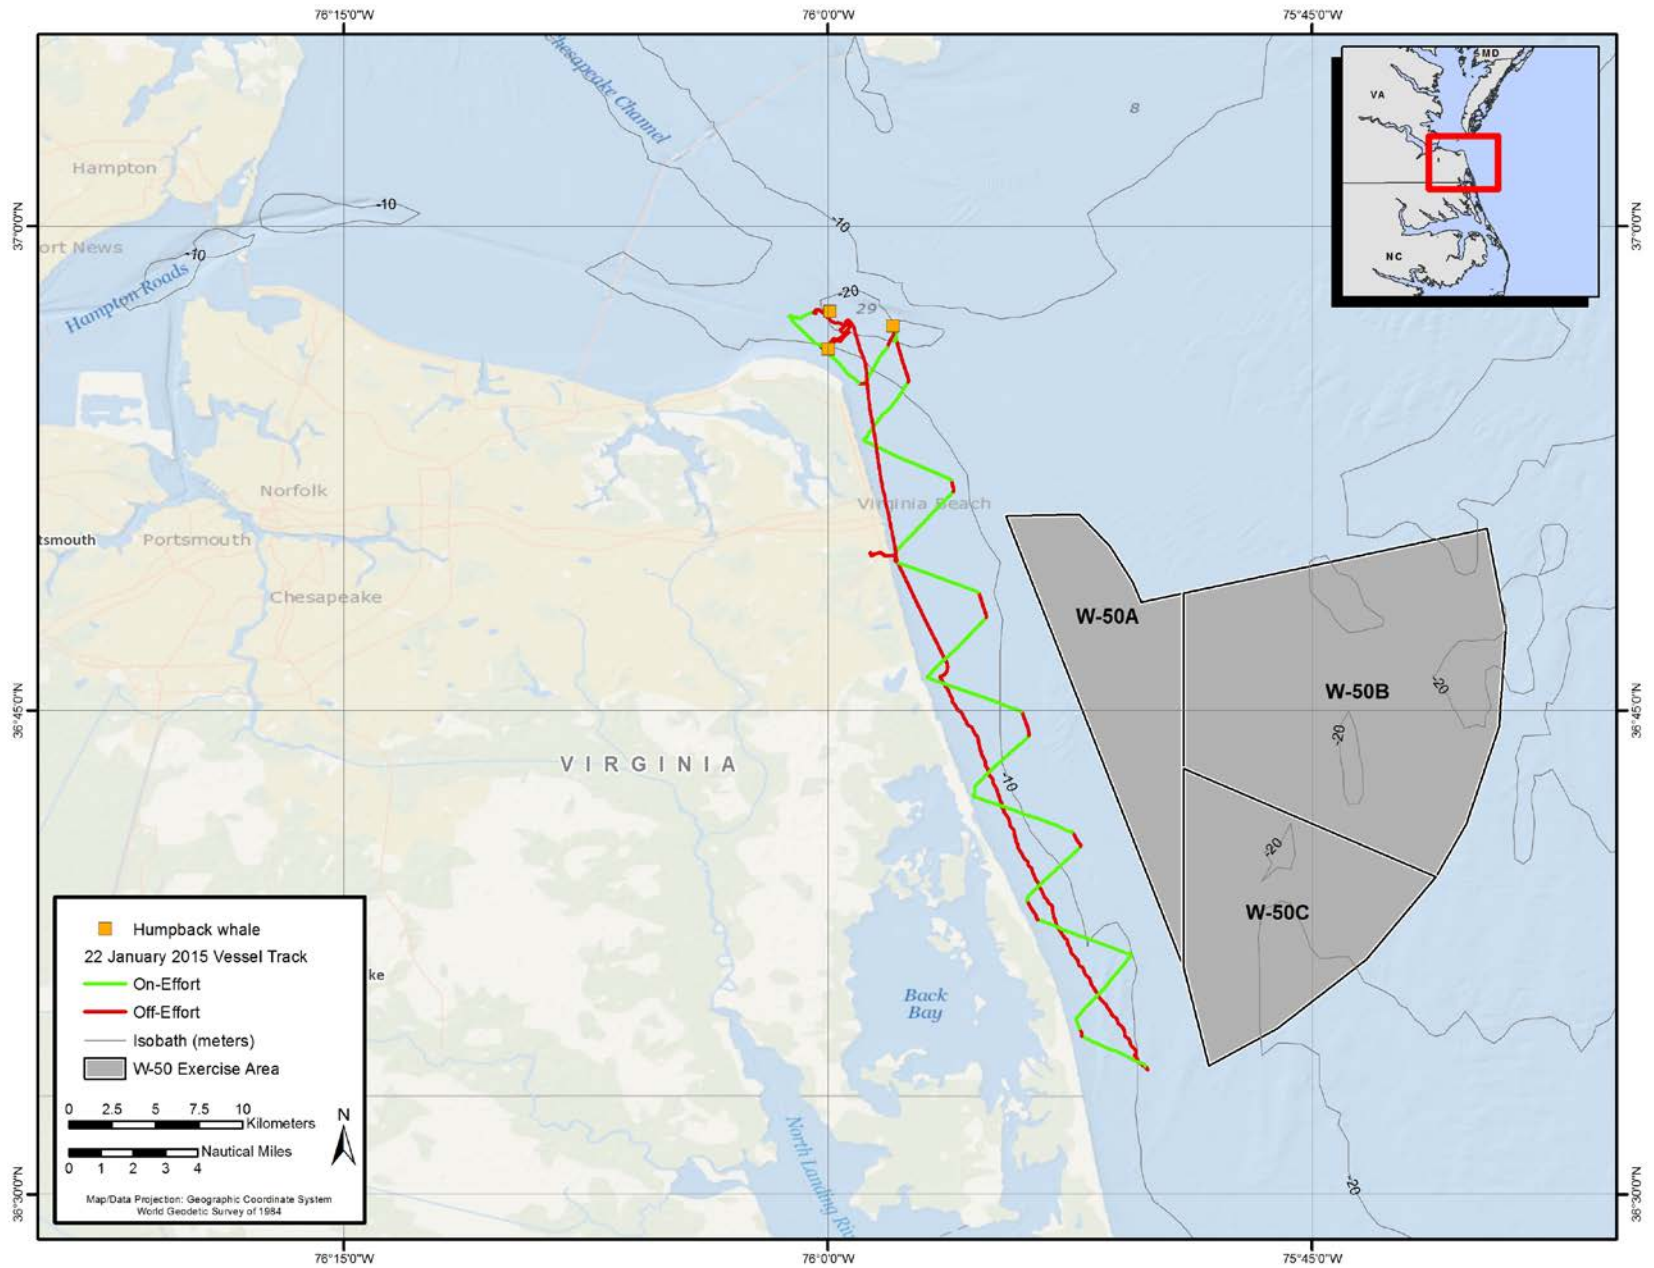 76°15'0"W
76°0'0"W
75°45'0"W
Chesapeake Channel
8
MD
VA
NC
Hampton
-10
37°0'0"N
ort News
-10
-10
37°0'0"N
Hampton Roads
-20
29
Norfolk
Virginia Beach
tsmouth
Portsmouth
Chesapeake
W-50A
W-50B
-20
36°45'0"N
36°45'0"N
-20
VIRGINIA
-10
-20
W-50C
Humpback whale
22 January 2015 Vessel Track
ke
On-Effort
Back
Bay
Off-Effort
Isobath (meters)
W-50 Exercise Area
0 2.5 5 7.5 10
Kilometers
N
Nautical Miles
0 1 2 3 4
North Landing Riv
-20
36°30'0"N
36°30'0"N
Map/Data Projection: Geographic Coordinate System
World Geodetic Survey of 1984
76°15'0"W
76°0'0"W
75°45'0"W